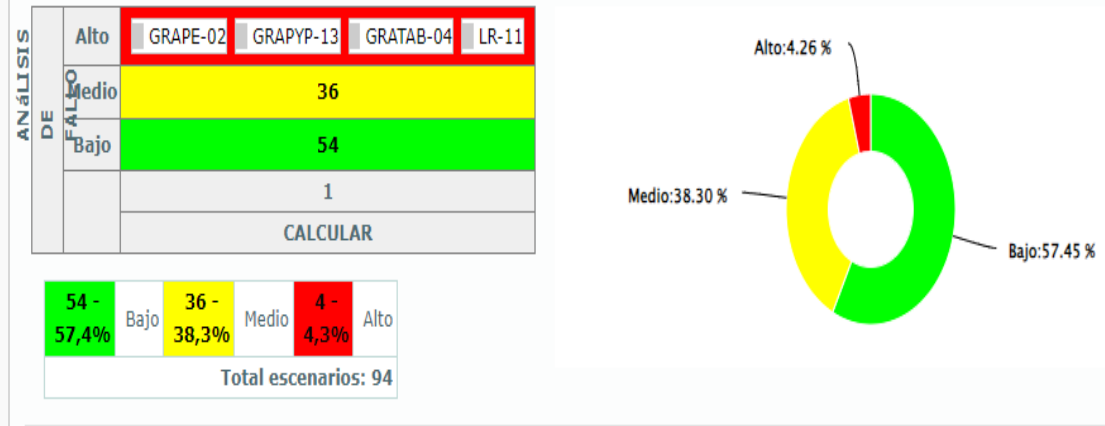 ANáLISIS
DE
FALLO
Alto
GRAPE-02 GRAPYP-13 GRATAB-04 LR-11
Medio
36
Bajo
54
1
CALCULAR
54 -
57,4%
Bajo
36 -
38,3%
Medio
4 -
4,3%
Alto
Total escenarios: 94
Alto:4.26 %
Medio:38.30 %
Bajo:57.45 %